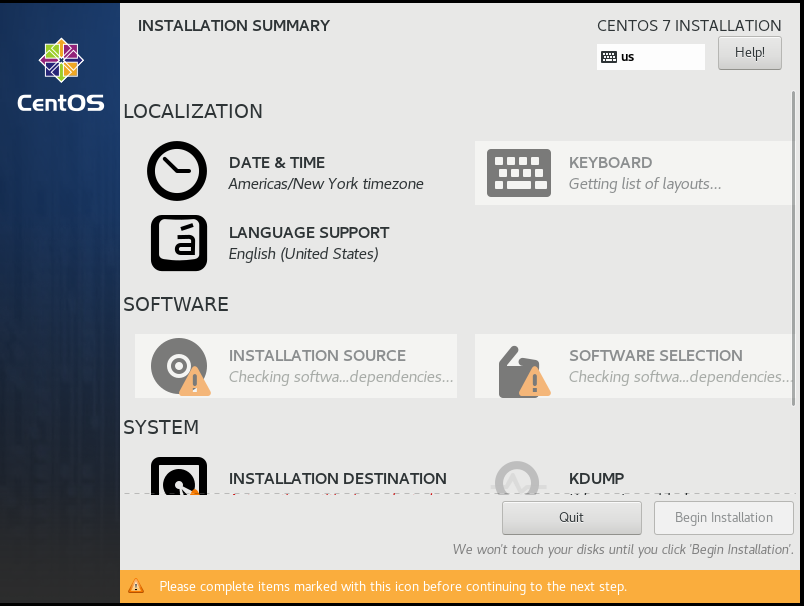 INSTALLATION SUMMARY
CENTOS 7 INSTALLATION
us
Help!
CentOS
LOCALIZATION
DATE & TIME
Americas/New York timezone
KEYBOARD
Getting list of layouts...
LANGUAGE SUPPORT
English (United States)
SOFTWARE
INSTALLATION SOURCE
Checking softwa...dependencies...
SOFTWARE SELECTION
Checking softwa...dependencies...
SYSTEM
INSTALLATION DESTINATION
KDUMP
Quit
Begin Installation
We won't touch your disks until you click 'Begin Installation'.
Please complete items marked with this icon before continuing to the next step.